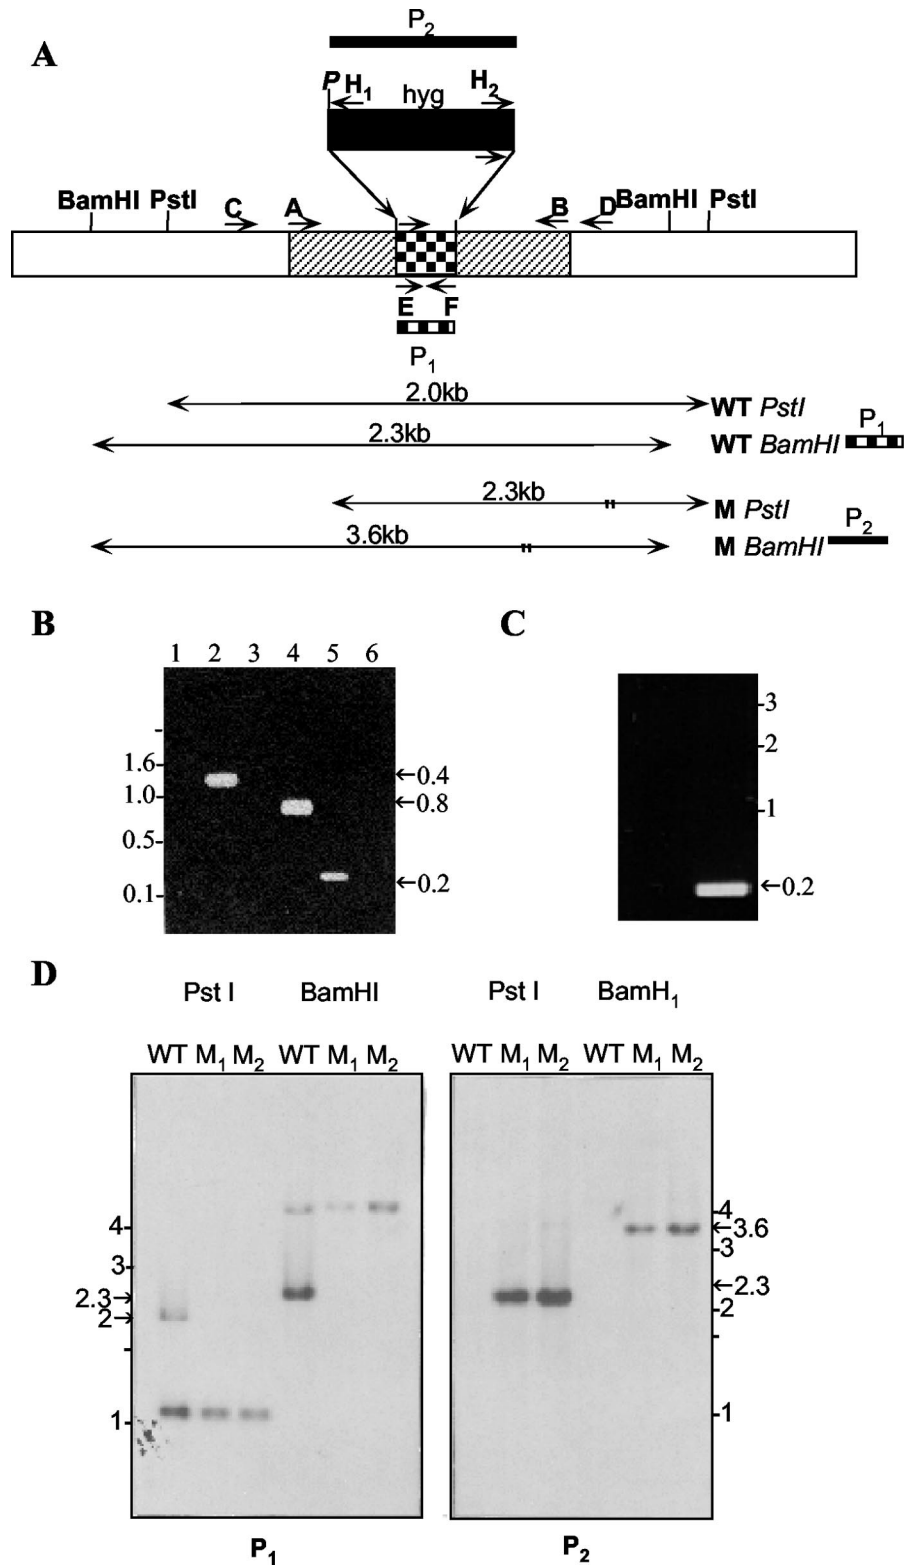 A
P2
P H1 hyg H2
BamHI PstI C A B D BamHI PstI
E F
P1
2.0kb WT PstI
2.3kb WT BamHI P1
2.3kb M PstI
3.6kb M BamHI P2
B
1 2 3 4 5 6
1.6
1.0
0.5
0.1
←0.4
←0.8
←0.2
C
3
2
1
←0.2
D
Pst I BamHI
WT M1 M2 WT M1 M2
4
3
2.3→
2→
1
P1
Pst I BamH1
WT M1 M2 WT M1 M2
4
←3.6
3
←2.3
2
1
P2